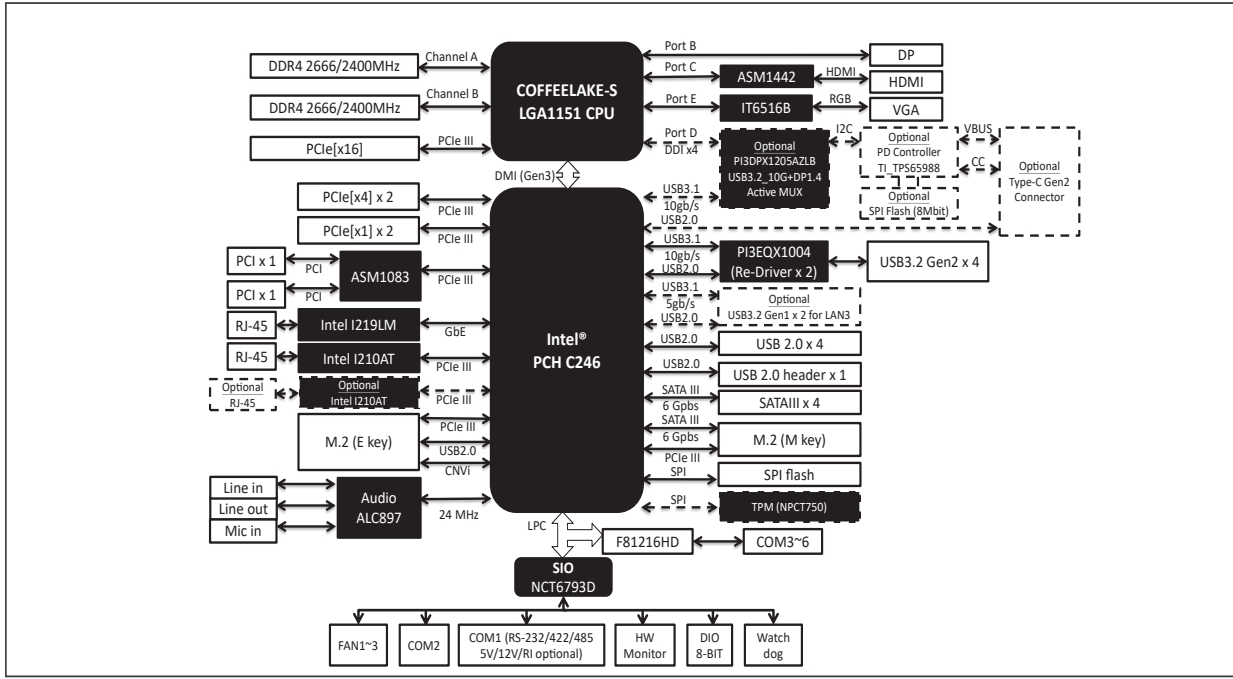 DDR4 2666/2400MHz
Channel A
DDR4 2666/2400MHz
Channel B
PCIe[x16]
PCIe III
COFFEELAKE-S
LGA1151 CPU
Port B
DP
Port C
ASM1442
HDMI
HDMI
Port E
IT6516B
RGB
VGA
Port D
DDI x4
Optional
PI3DPX1205AZLB
USB3.2_10G+DP1.4
Active MUX
I2C
Optional
PD Controller
TI_TPS65988
VBUS
CC
Optional
SPI Flash (8Mbit)
Optional
Type-C Gen2
Connector
DMI (Gen3)
PCIe[x4] x 2
PCIe III
PCIe[x1] x 2
PCIe III
PCI x 1
PCI
PCI x 1
PCI
ASM1083
PCIe III
RJ-45
Intel I219LM
GbE
RJ-45
Intel I210AT
PCIe III
Optional
RJ-45
Optional
Intel I210AT
PCIe III
M.2 (E key)
PCIe III
USB2.0
CNVi
Line in
Line out
Mic in
Audio
ALC897
24 MHz
Intel®
PCH C246
USB3.1
10gb/s
USB2.0
USB3.1
10gb/s
USB2.0
PI3EQX1004
(Re-Driver x 2)
USB3.2 Gen2 x 4
USB3.1
5gb/s
USB2.0
Optional
USB3.2 Gen1 x 2 for LAN3
USB2.0
USB 2.0 x 4
USB2.0
USB 2.0 header x 1
SATA III
6 Gpbs
SATAIII x 4
SATA III
6 Gpbs
PCIe III
M.2 (M key)
SPI
SPI flash
SPI
TPM (NPCT750)
LPC
F81216HD
COM3~6
SIO
NCT6793D
FAN1~3
COM2
COM1 (RS-232/422/485
5V/12V/RI optional)
HW
Monitor
DIO
8-BIT
Watch
dog